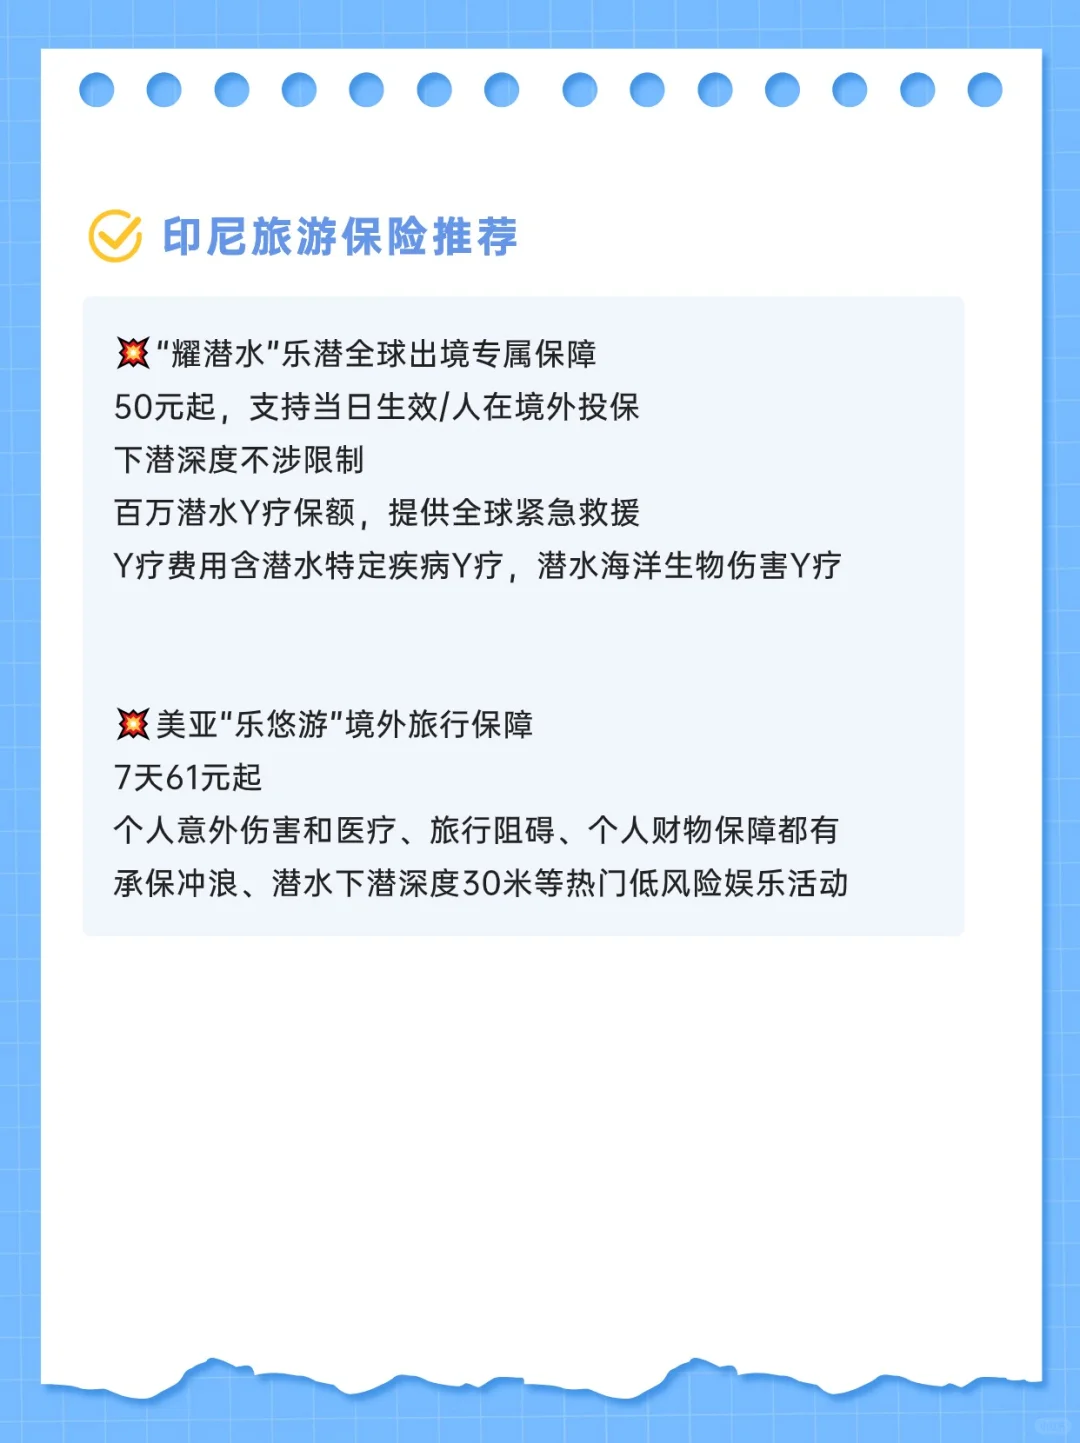 印尼旅游保险推荐
💥“耀潜水”乐潜全球出境专属保障
50元起，支持当日生效/人在境外投保
下潜深度不涉限制
百万潜水Y疗保额，提供全球紧急救援
Y疗费用含潜水特定疾病Y疗，潜水海洋生物伤害Y疗
💥美亚“乐悠游”境外旅行保障
7天61元起
个人意外伤害和医疗、旅行阻碍、个人财物保障都有
承保冲浪、潜水下潜深度30米等热门低风险娱乐活动